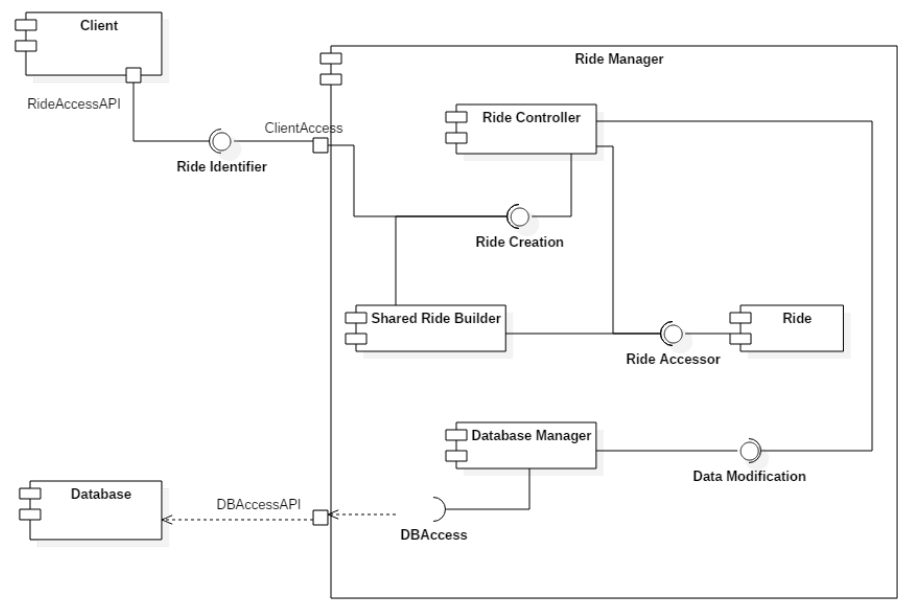 Client
Ride Manager
RideAccessAPI
Ride Controller
ClientAccess
Ride Identifier
Ride Creation
Shared Ride Builder
Ride
Ride Accessor
Database Manager
Data Modification
Database
DBAccessAPI
DBAccess